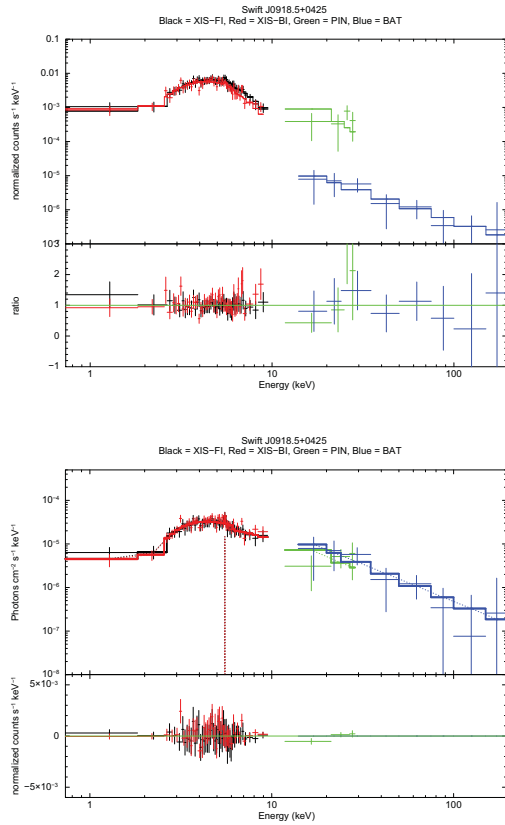 Swift J0918.5+0425
Black = XIS−FI, Red = XIS−BI, Green = PIN, Blue = BAT
normalized counts s⁻¹ keV⁻¹
0.1
0.01
10⁻³
10⁻⁴
10⁻⁵
10⁻⁶
10⁻⁷
ratio
2
1
0
−1
1
10
100
Energy (keV)
Swift J0918.5+0425
Black = XIS−FI, Red = XIS−BI, Green = PIN, Blue = BAT
Photons cm⁻² s⁻¹ keV⁻¹
10⁻⁴
10⁻⁵
10⁻⁶
10⁻⁷
10⁻⁸
normalized counts s⁻¹ keV⁻¹
5×10⁻³
0
−5×10⁻³
1
10
100
Energy (keV)